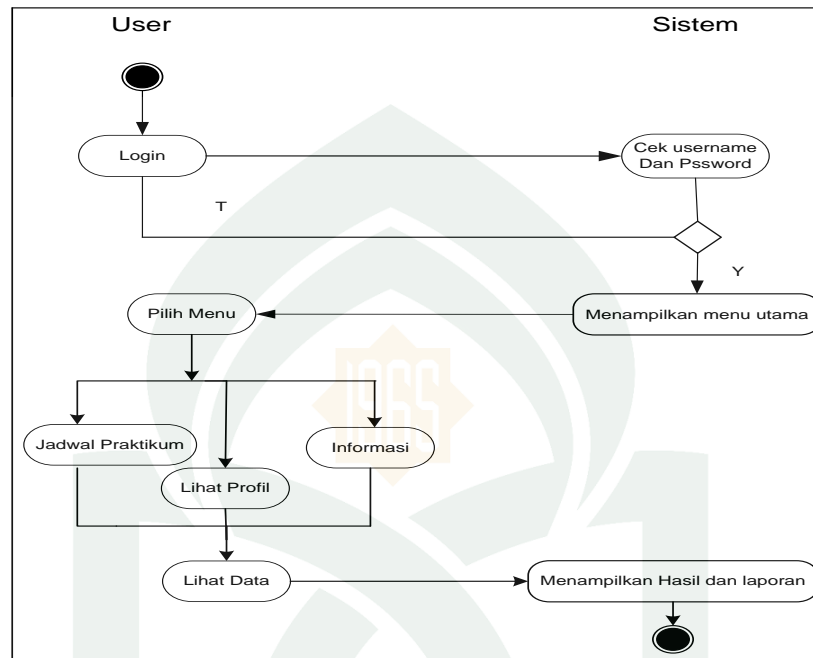 User
Sistem
Login
Cek username
Dan Pssword
T
Y
Pilih Menu
Menampilkan menu utama
1965
Jadwal Praktikum
Informasi
Lihat Profil
Lihat Data
Menampilkan Hasil dan laporan